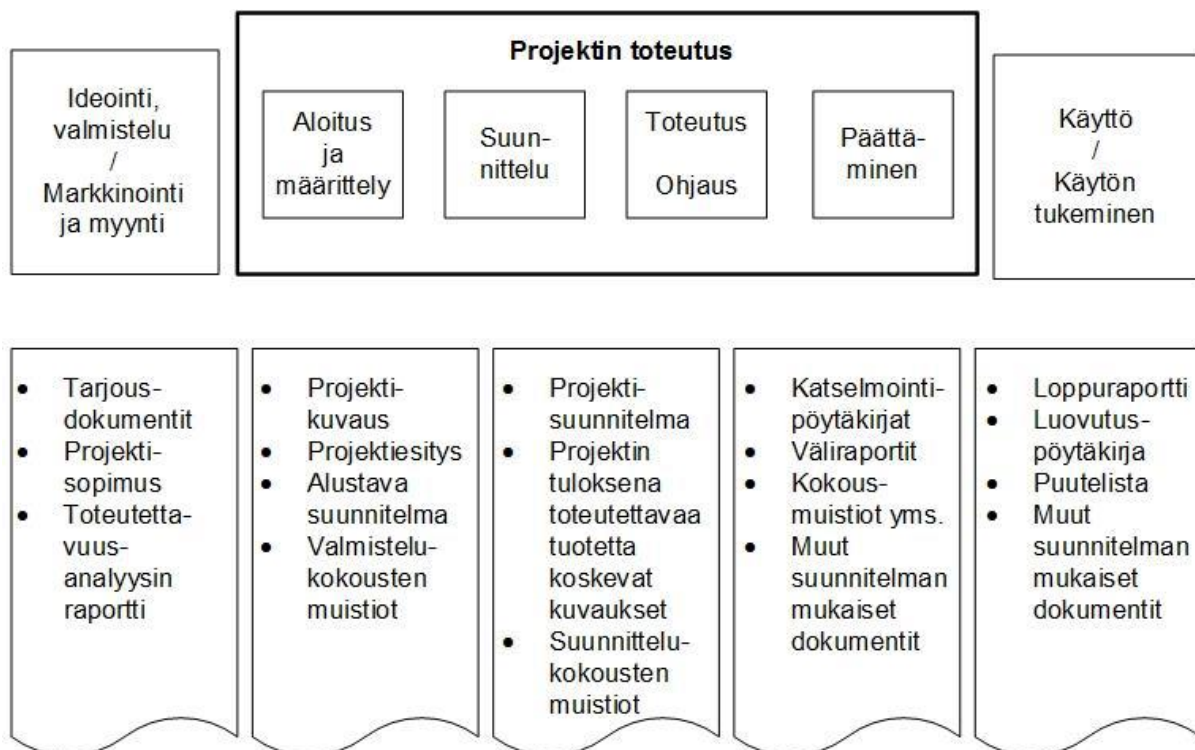 Ideointi,
valmistelu
/
Markkinointi
ja myynti
Projektin toteutus
Aloitus
ja
määrittely
Suun-
nittelu
Toteutus
Ohjaus
Päättä-
minen
Käyttö
/
Käytön
tukeminen
• Tarjous-
dokumentit
• Projekti-
sopimus
• Toteutetta-
vuus-
analyysin
raportti
• Projekti-
kuvaus
• Projektiesitys
• Alustava
suunnitelma
• Valmistelu-
kokousten
muistiot
• Projekti-
suunnitelma
• Projektin
tuloksena
toteutettavaa
tuotetta
koskevat
kuvaukset
• Suunnittelu-
kokousten
muistiot
• Katselmointi-
pöytäkirjat
• Väliraportit
• Kokous-
muistiot yms.
• Muut
suunnitelman
mukaiset
dokumentit
• Loppuraportti
• Luovutus-
pöytäkirja
• Puutelista
• Muut
suunnitelman
mukaiset
dokumentit